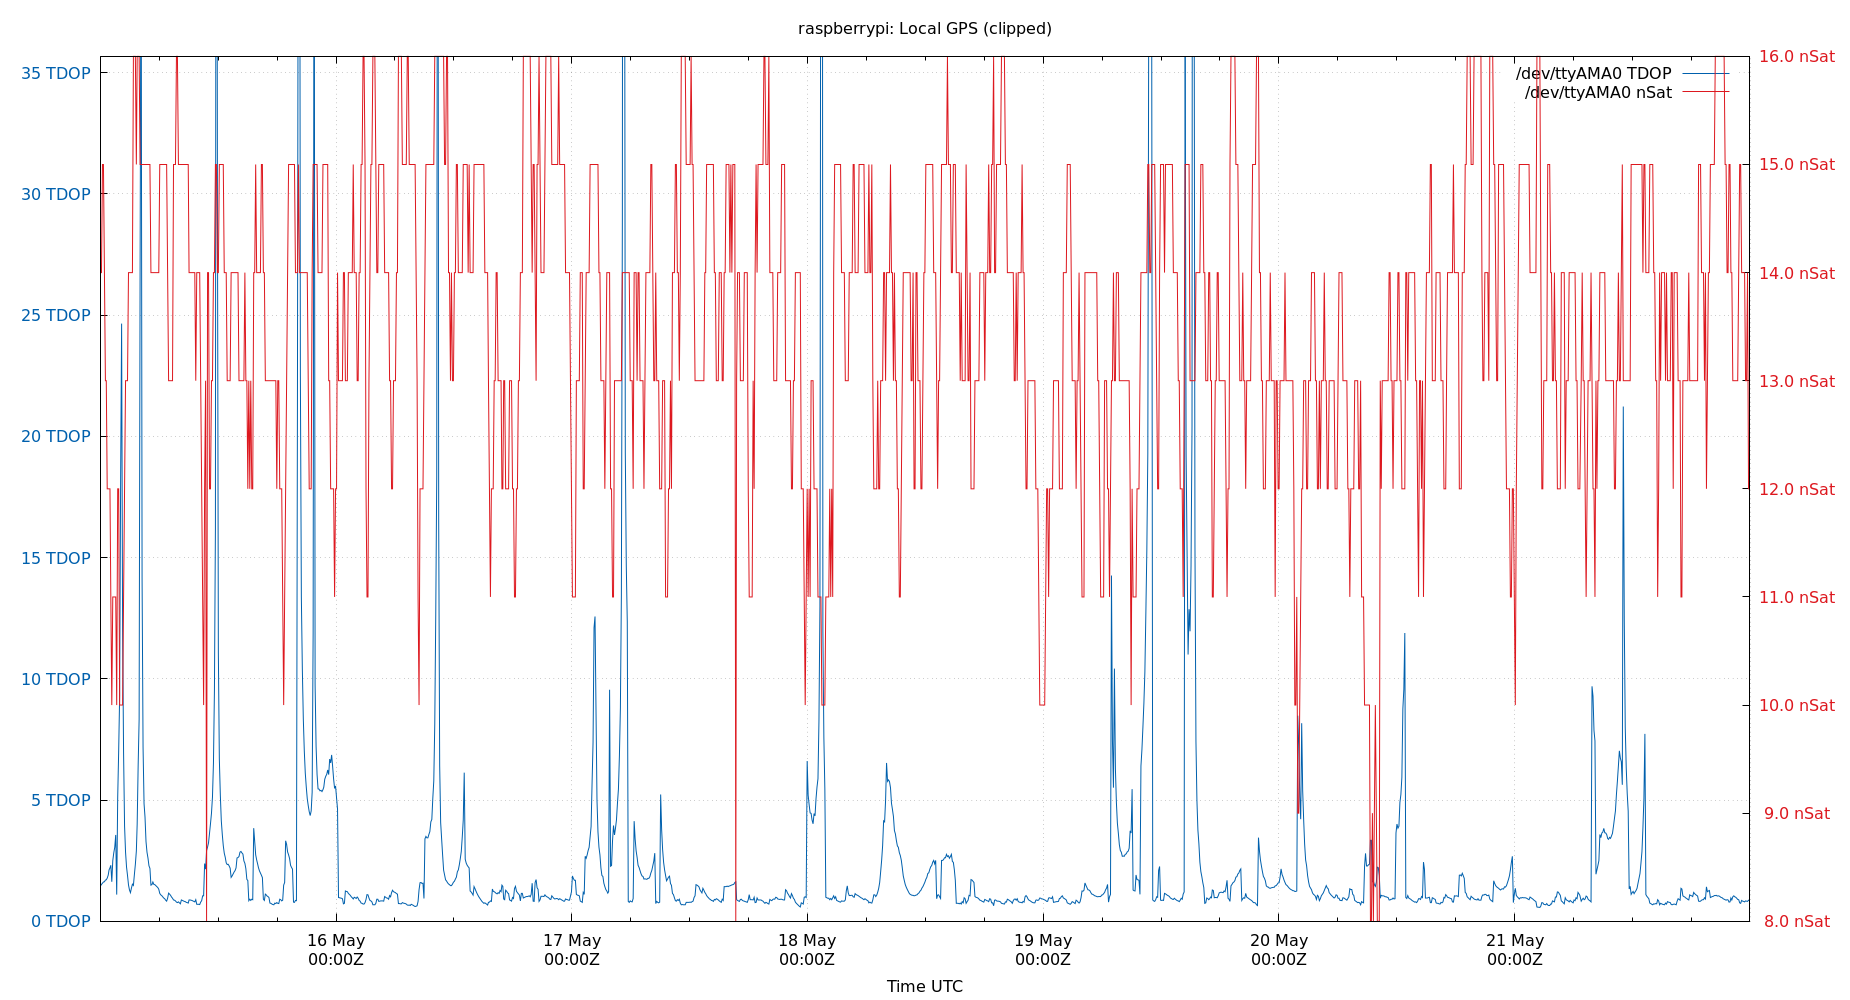 raspberrypi: Local GPS (clipped)
/dev/ttyAMA0 TDOP
/dev/ttyAMA0 nSat
35 TDOP
30 TDOP
25 TDOP
20 TDOP
15 TDOP
10 TDOP
5 TDOP
0 TDOP
16.0 nSat
15.0 nSat
14.0 nSat
13.0 nSat
12.0 nSat
11.0 nSat
10.0 nSat
9.0 nSat
8.0 nSat
16 May
00:00Z
17 May
00:00Z
18 May
00:00Z
19 May
00:00Z
20 May
00:00Z
21 May
00:00Z
Time UTC